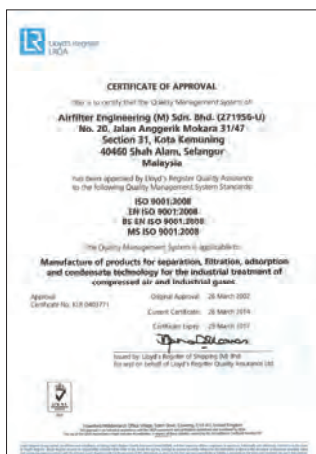 Lloyd's Register
LRQA
CERTIFICATE OF APPROVAL
This is to certify that the Quality Management System of:
Airfilter Engineering (M) Sdn. Bhd. (271956-U)
No. 20, Jalan Anggerik Mokara 31/47
Section 31, Kota Kemuning
40460 Shah Alam, Selangor
Malaysia
has been approved by Lloyd's Register Quality Assurance
to the following Quality Management System Standards:
ISO 9001:2008
EN ISO 9001:2008
BS EN ISO 9001:2008
MS ISO 9001:2008
The Quality Management System is applicable to:
Manufacture of products for separation, filtration, adsorption
and condensate technology for the industrial treatment of
compressed air and industrial gases
Approval
Certificate No: KLR 0403771
Original Approval: 26 March 2002
Current Certificate: 26 March 2014
Certificate Expiry: 25 March 2017
Issued by: Lloyd's Register of Shipping
For and on behalf of Lloyd's Register Quality Assurance Ltd